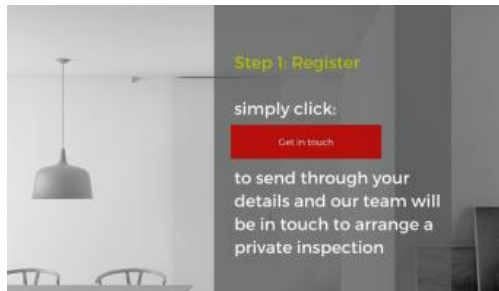 Step 1: Register
simply click:
Get in touch
to send through your
details and our team will
be in touch to arrange a
private inspection